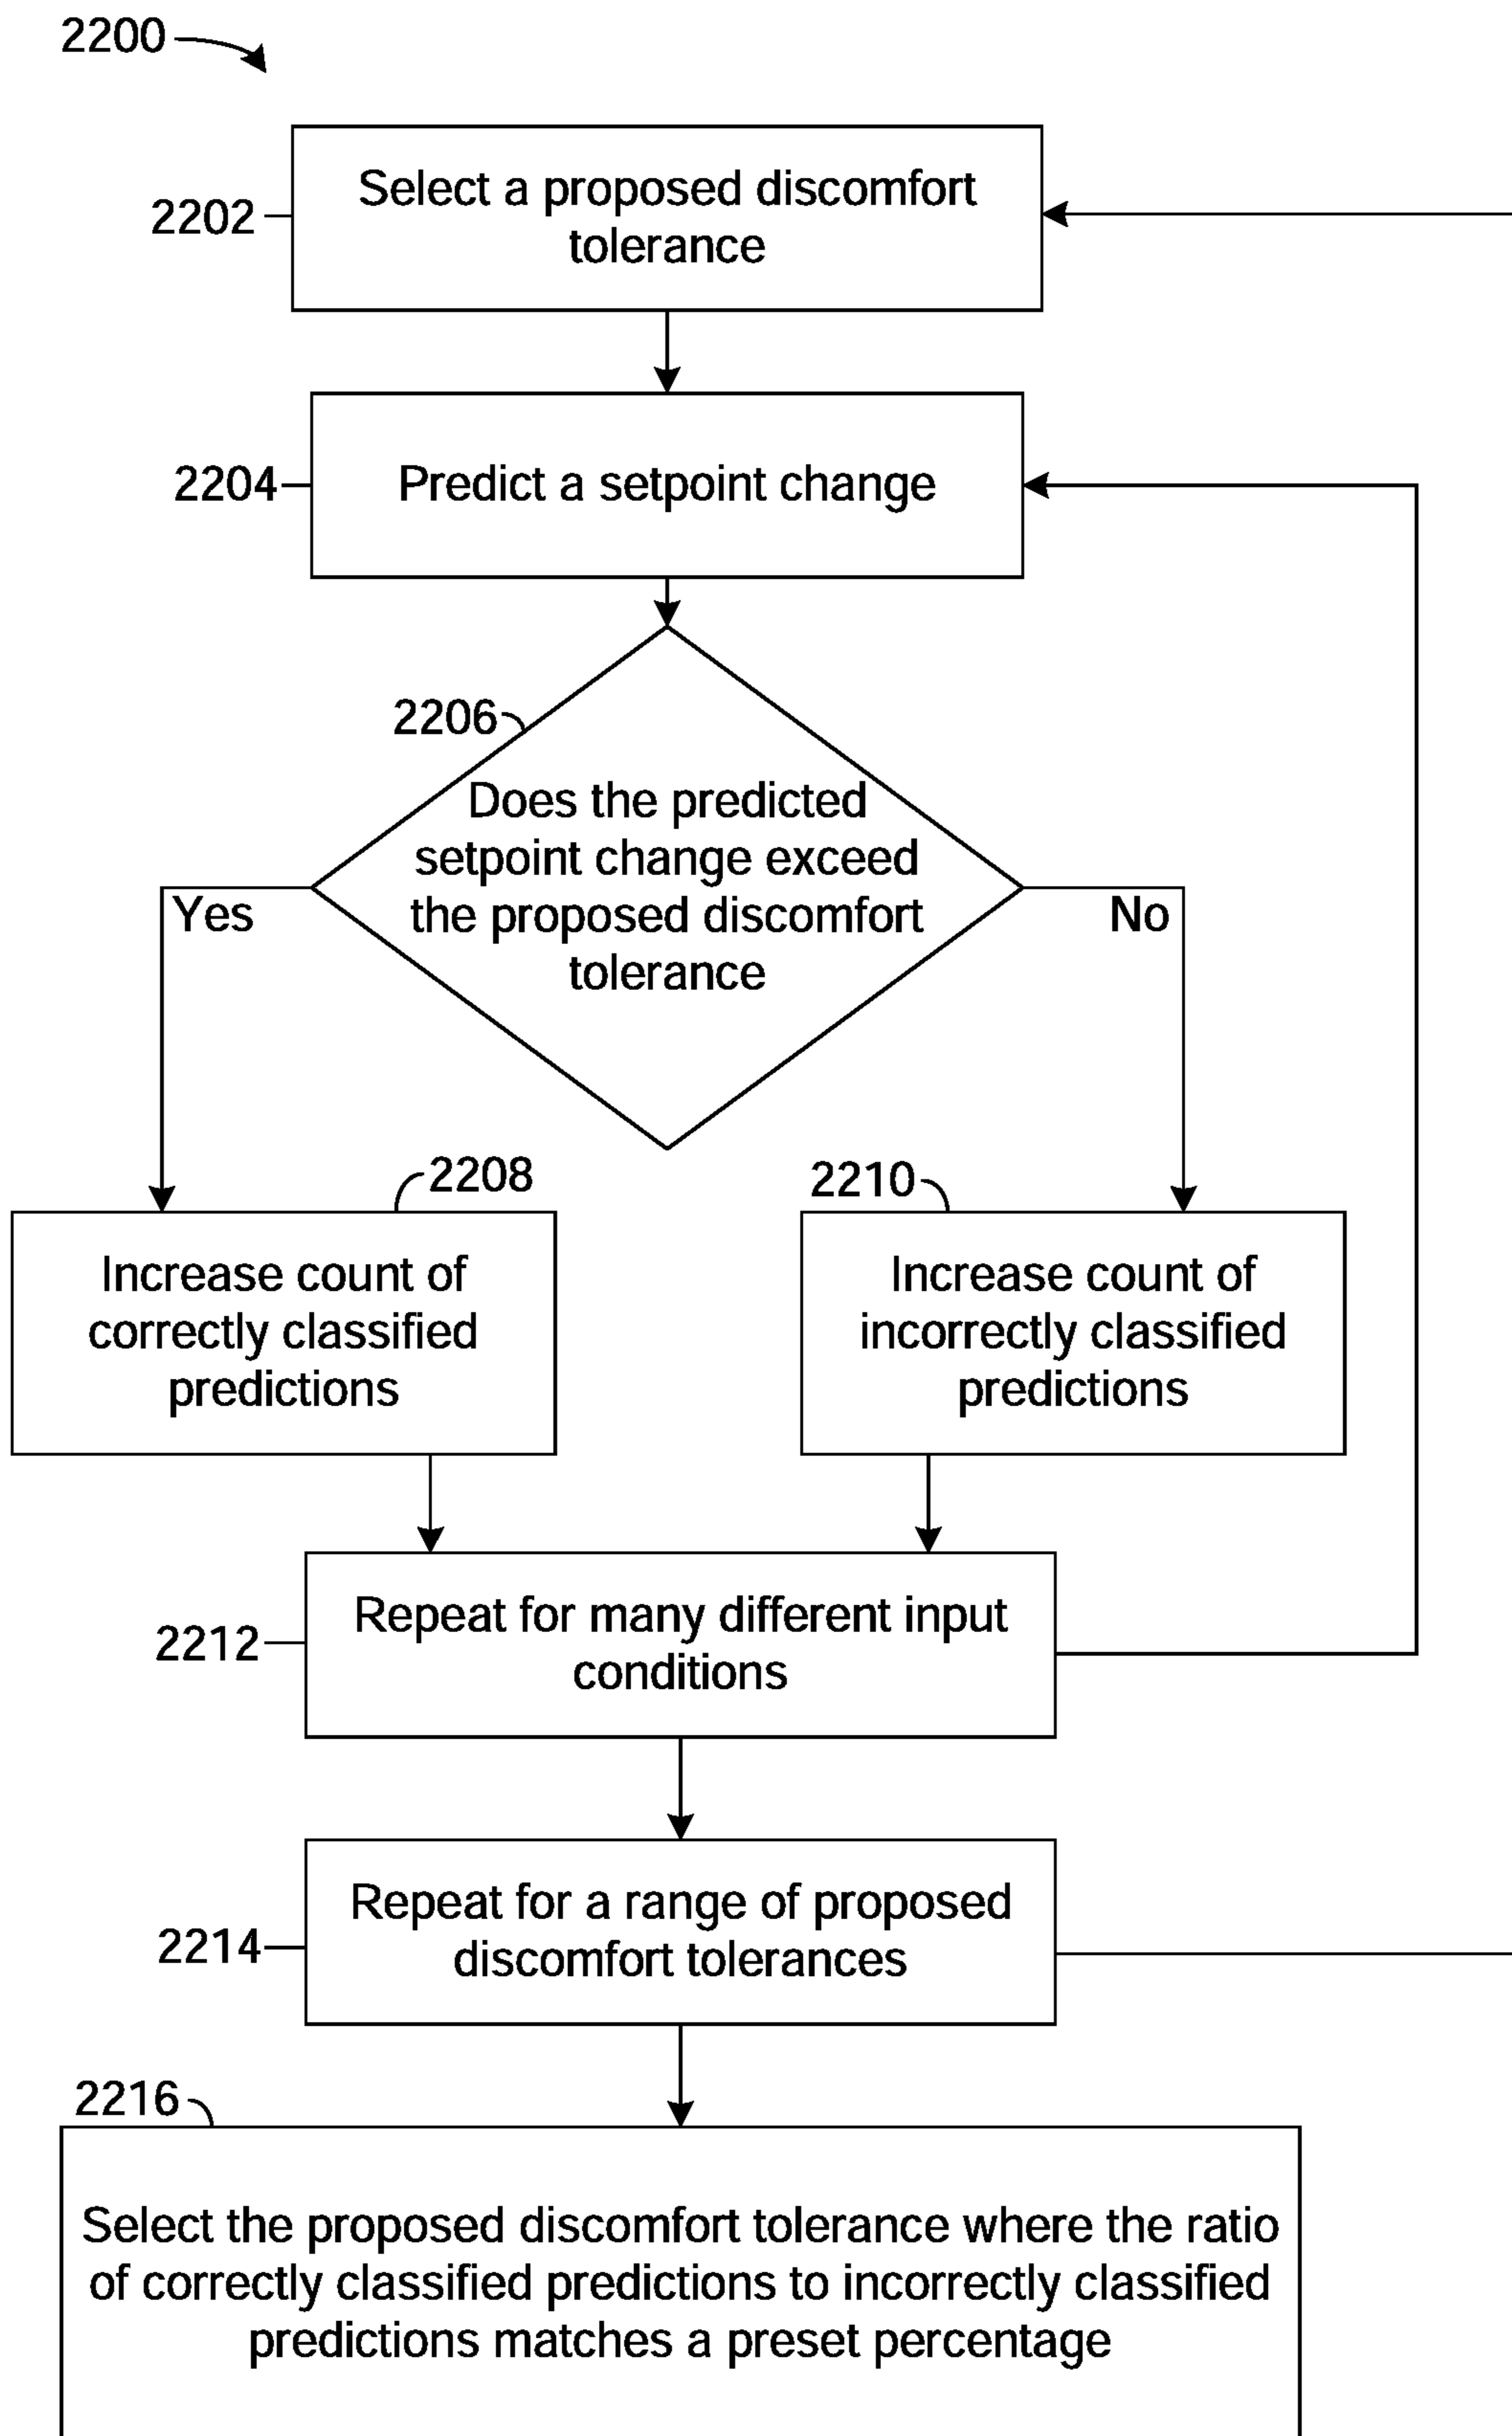 2200
Select a proposed discomfort
tolerance
2202
Predict a setpoint change
2204
2206
Does the predicted
setpoint change exceed
the proposed discomfort
tolerance
Yes
No
2208
2210
Increase count of
correctly classified
predictions
Increase count of
incorrectly classified
predictions
Repeat for many different input
conditions
2212
Repeat for a range of proposed
discomfort tolerances
2214
2216
Select the proposed discomfort tolerance where the ratio
of correctly classified predictions to incorrectly classified
predictions matches a preset percentage